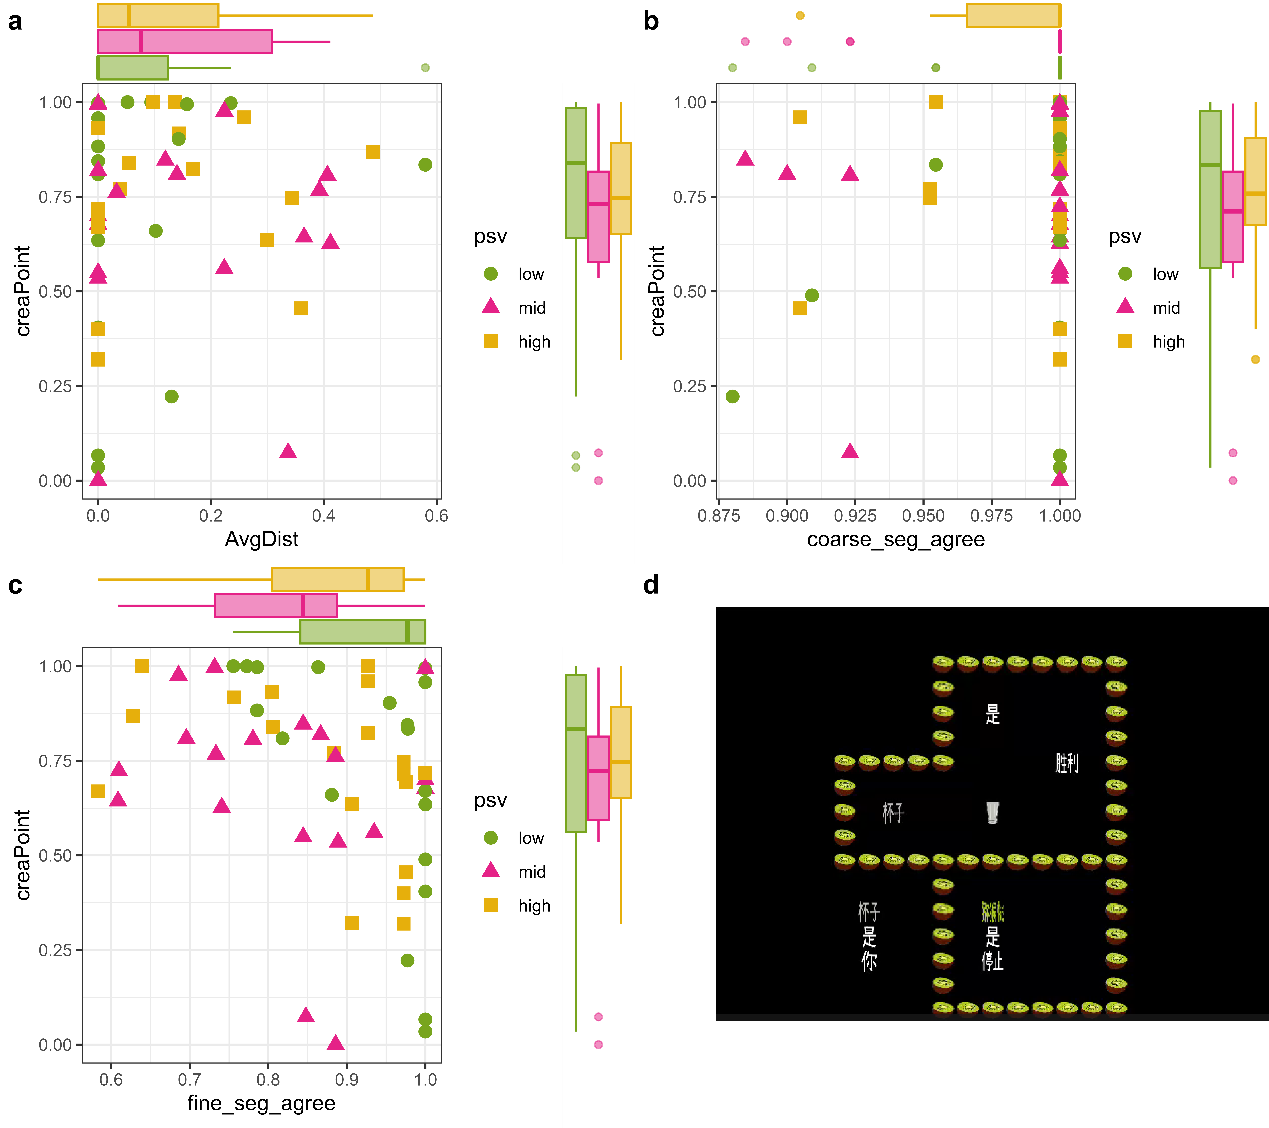 a
1.00
0.75
0.50
0.25
0.00
creaPoint
0.0
0.2
0.4
0.6
AvgDist
psv
low
mid
high
b
1.00
0.75
0.50
0.25
0.00
creaPoint
0.875
0.900
0.925
0.950
0.975
1.000
coarse_seg_agree
psv
low
mid
high
c
1.00
0.75
0.50
0.25
0.00
creaPoint
0.6
0.7
0.8
0.9
1.0
fine_seg_agree
psv
low
mid
high
d
是
胜利
杯子
杯子
是
你
猕猴桃
是
停止